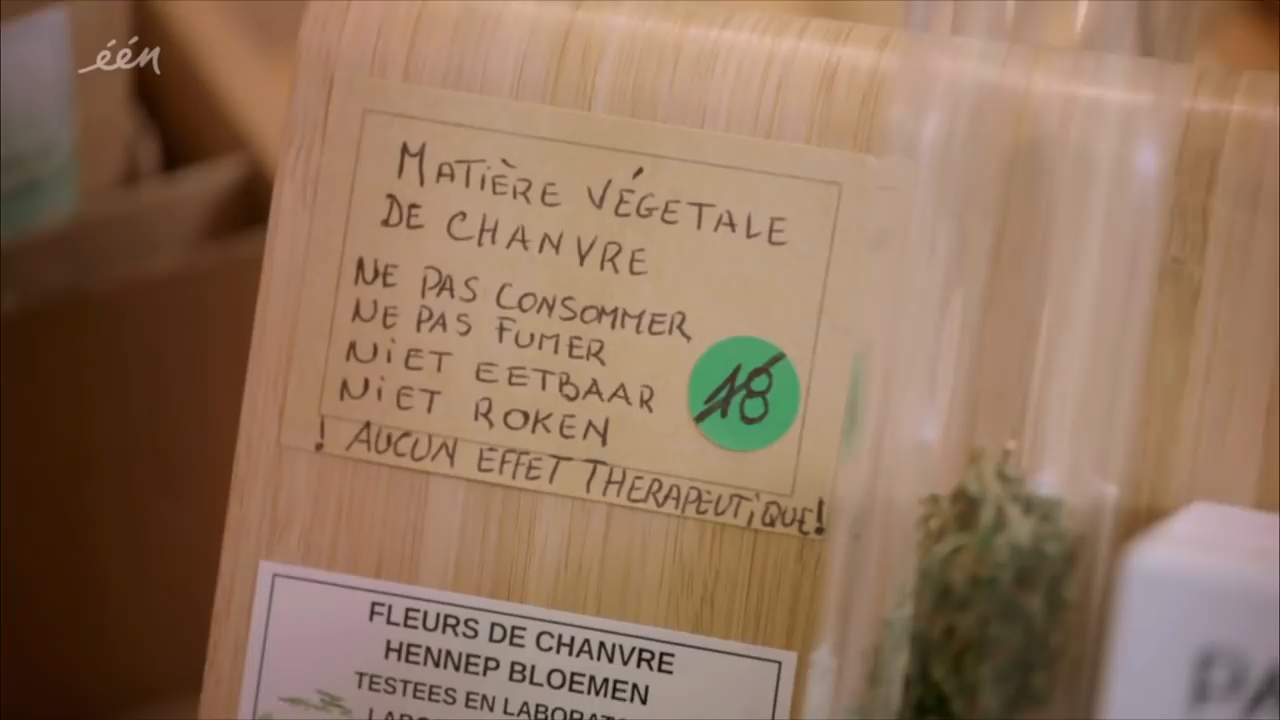 één
MATIÈRE VÉGETALE
DE CHANVRE
NE PAS CONSOMMER
NE PAS FUMER
NIET EETBAAR
NIET ROKEN
18
! AUCUN EFFET THERAPEUTIQUE!
FLEURS DE CHANVRE
HENNEP BLOEMEN
TESTEES EN